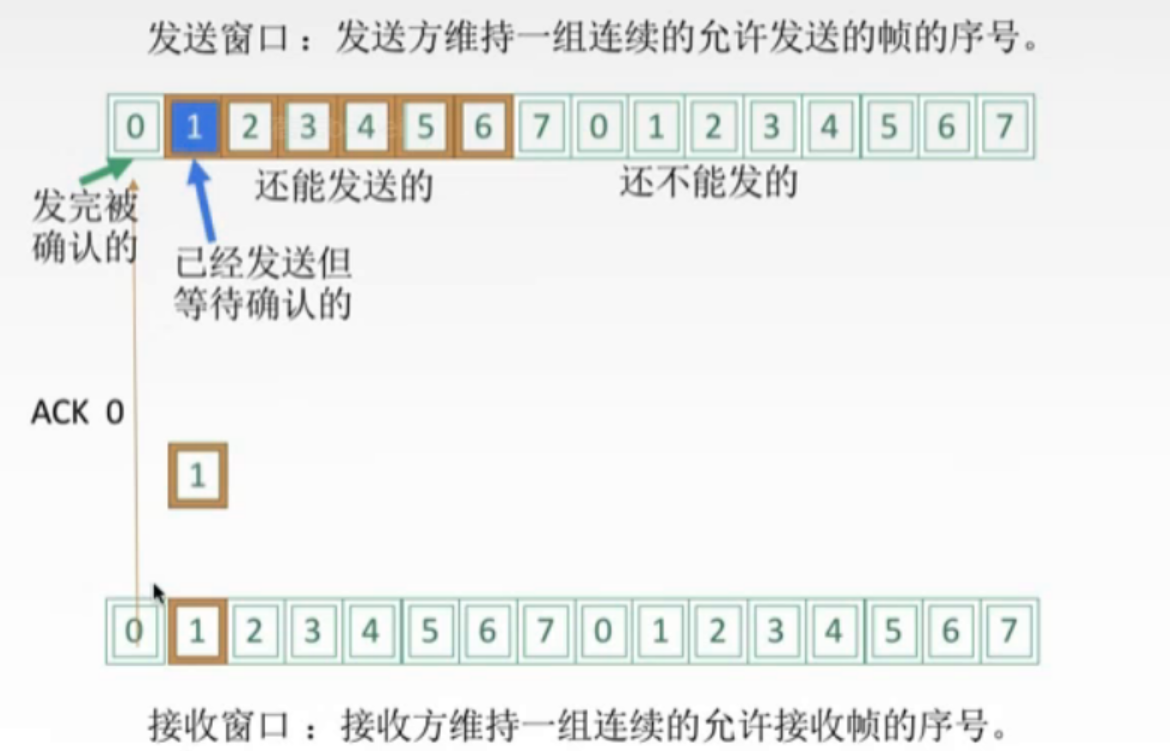 发送窗口：发送方维持一组连续的允许发送的帧的序号。
0 1 2 3 4 5 6 7 0 1 2 3 4 5 6 7
还能发送的
还不能发的
发完被
确认的
已经发送但
等待确认的
ACK 0
1
0 1 2 3 4 5 6 7 0 1 2 3 4 5 6 7
接收窗口：接收方维持一组连续的允许接收帧的序号。